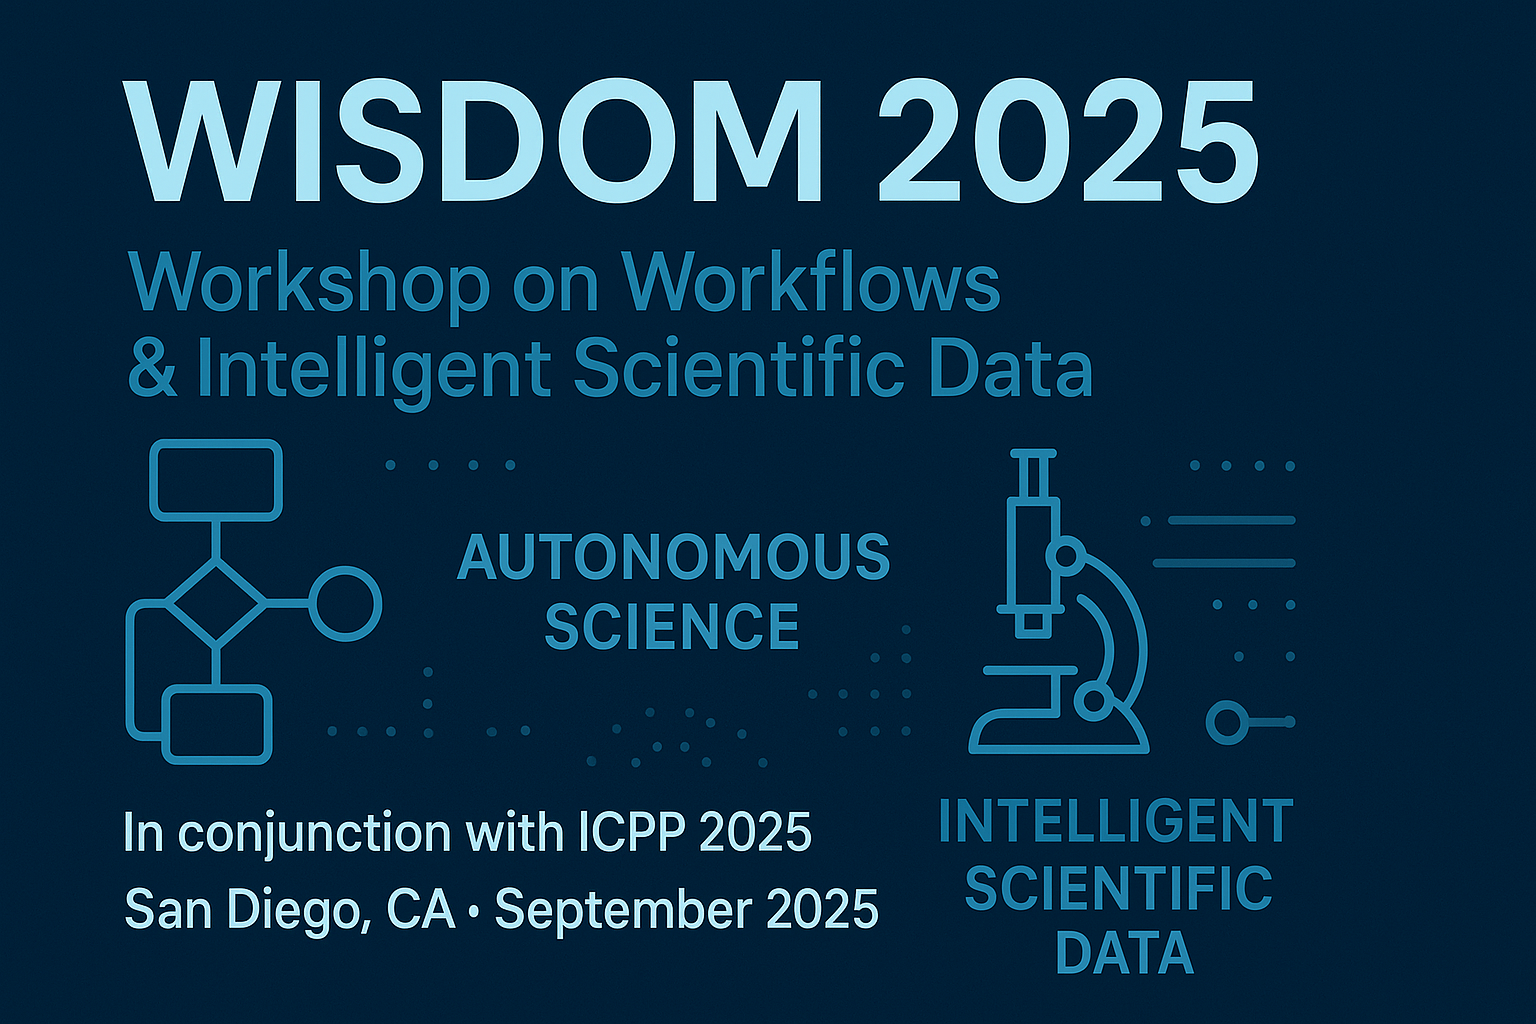 WISDOM 2025
Workshop on Workflows
& Intelligent Scientific Data
AUTONOMOUS
SCIENCE
In conjunction with ICPP 2025
San Diego, CA • September 2025
INTELLIGENT
SCIENTIFIC
DATA